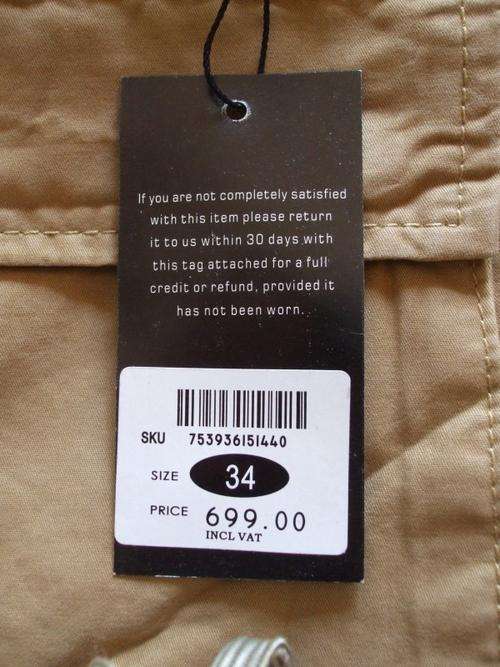 If you are not completely satisfied
with this item please return
it to us within 30 days with
this tag attached for a full
credit or refund, provided it
has not been worn.
SKU 753936151440
SIZE 34
PRICE 699.00
INCL VAT